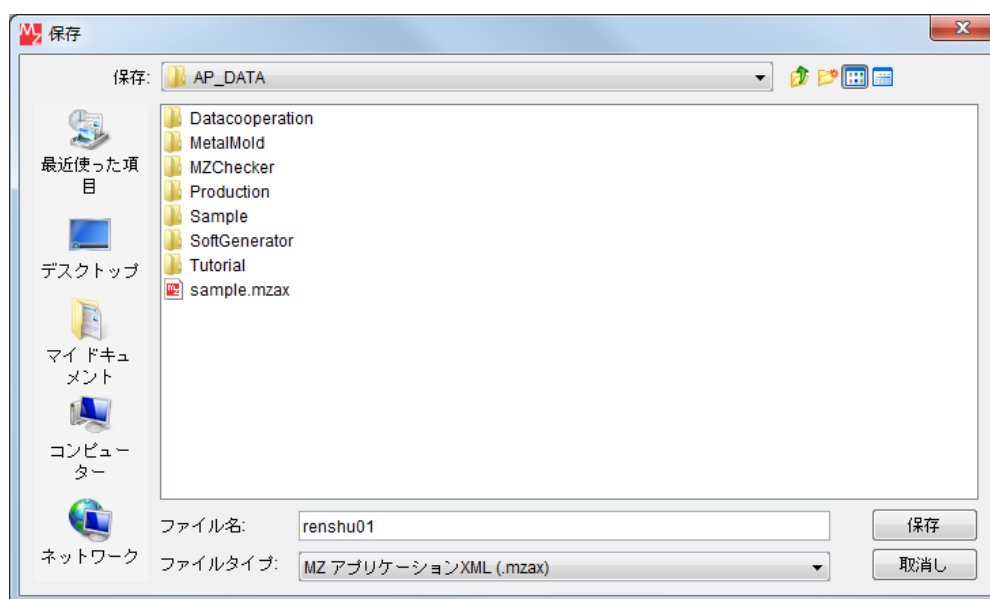 保存
保存:
AP_DATA
Datacooperation
MetalMold
MZChecker
Production
Sample
SoftGenerator
Tutorial
sample.mzax
最近使った項
目
デスクトップ
マイ ドキュ
メント
コンピュー
ター
ネットワーク
ファイル名:
renshu01
保存
ファイルタイプ:
MZ アプリケーションXML (.mzax)
取消し